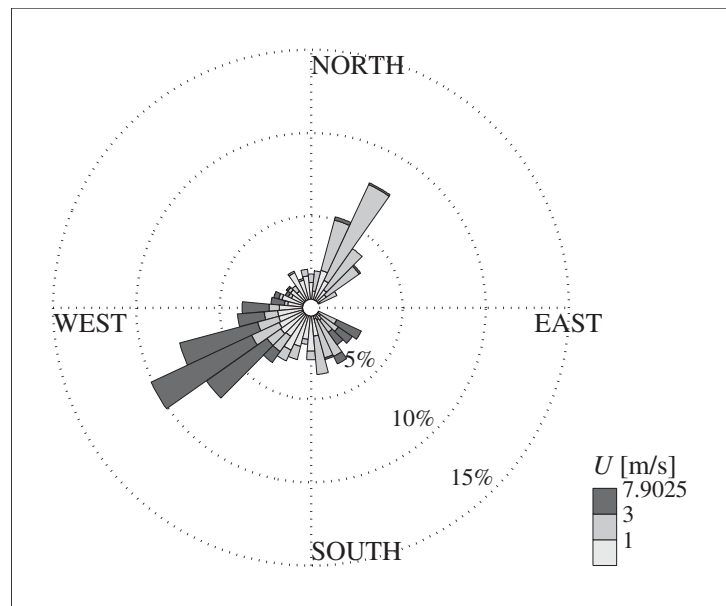 NORTH
WEST
EAST
5%
10%
15%
U [m/s]
7.9025
3
1
SOUTH